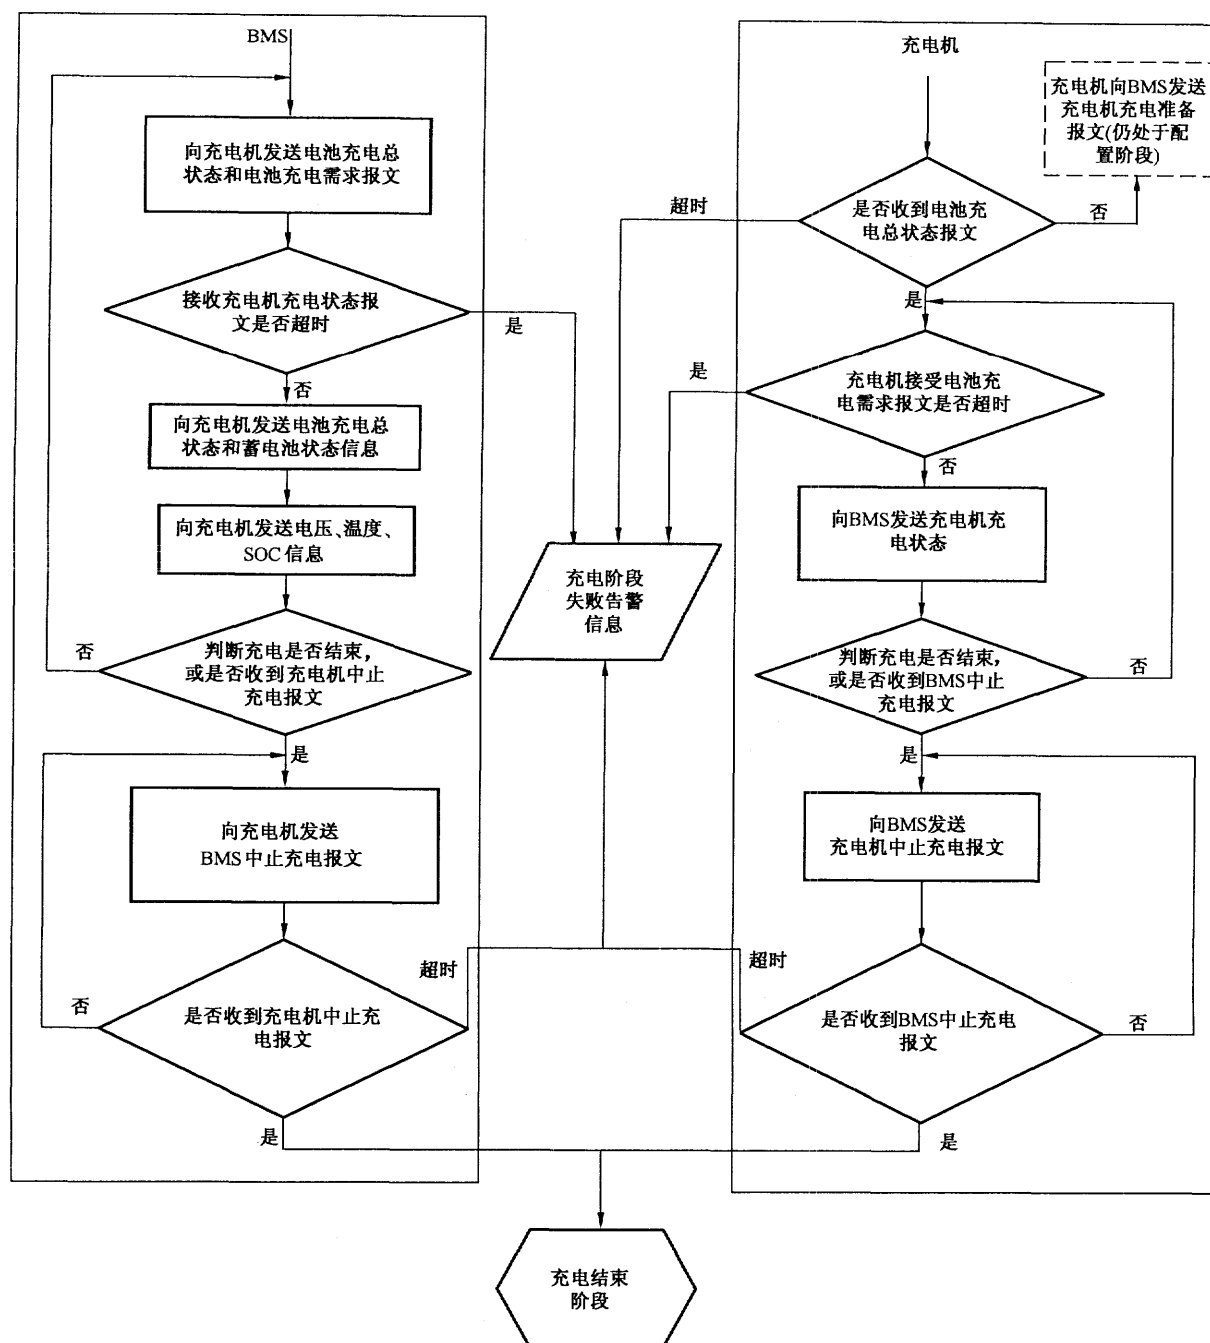 BMS
向充电机发送电池充电总
状态和电池充电需求报文
接收充电机充电状态报
文是否超时
是
否
向充电机发送电池充电总
状态和蓄电池状态信息
向充电机发送电压、温度、
SOC信息
判断充电是否结束,
或是否收到充电机中止
充电报文
否
是
向充电机发送
BMS中止充电报文
是否收到充电机中止充
电报文
超时
否
是
充电阶段
失败告警
信息
充电机
充电机向BMS发送
充电机充电准备
报文(仍处于配
置阶段)
是否收到电池充
电总状态报文
超时
否
是
充电机接受电池充
电需求报文是否超时
是
否
向BMS发送充电机充
电状态
判断充电是否结束,
或是否收到BMS中止
充电报文
否
是
向BMS发送
充电机中止充电报文
是否收到BMS中止充电
报文
超时
否
是
充电结束
阶段